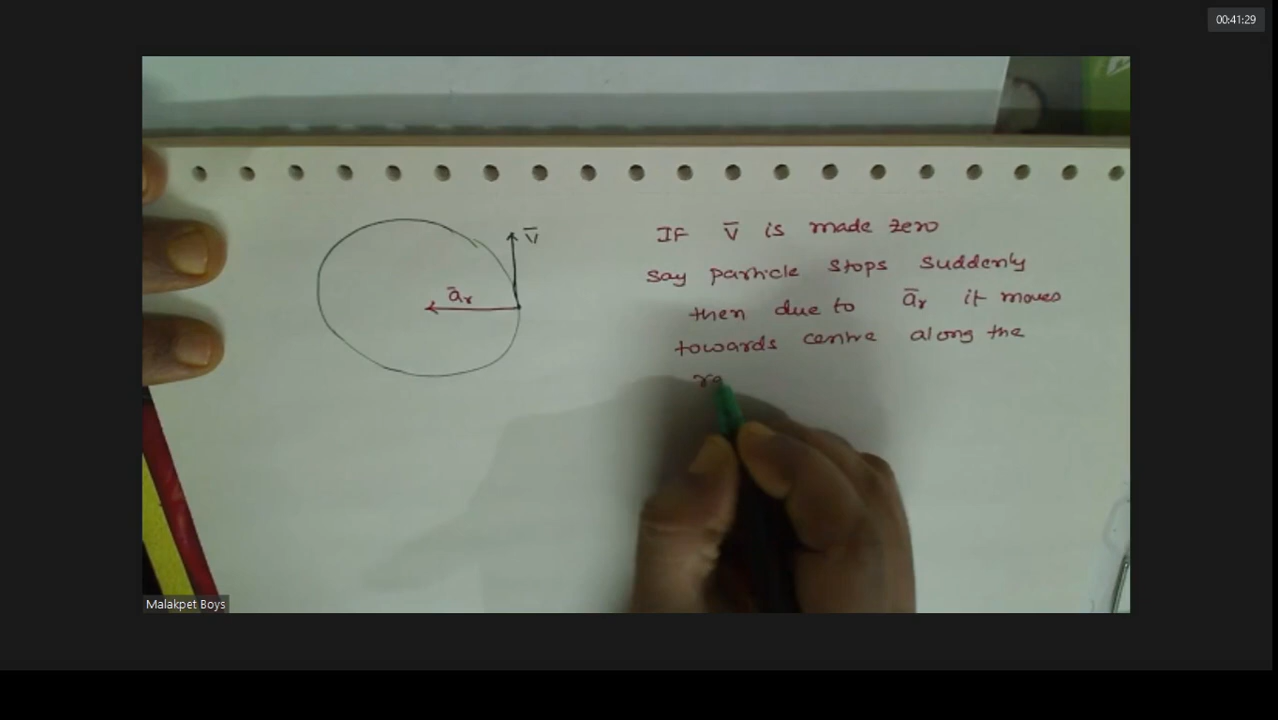 00:41:29
v̄
āᵣ
If v̄ is made zero
say particle stops suddenly
then due to āᵣ it moves
towards centre along the
ra
Malakpet Boys